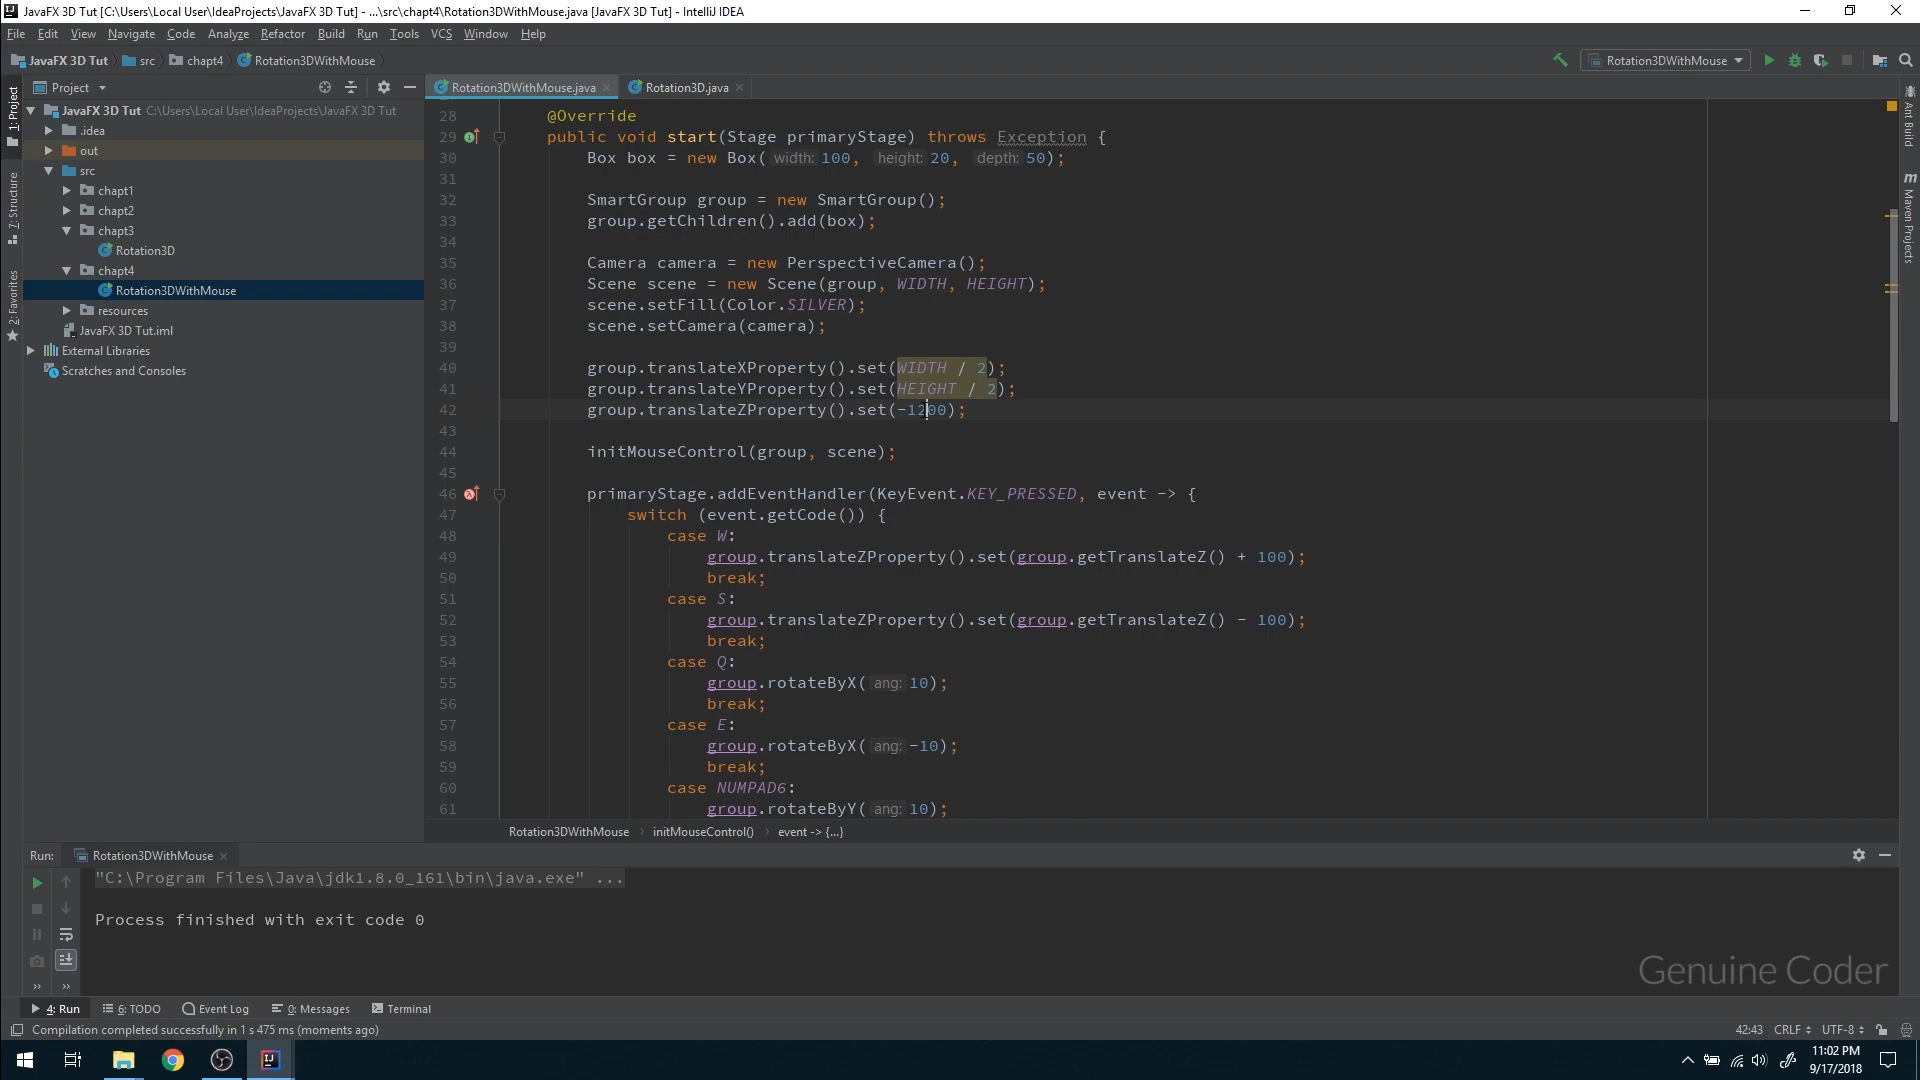 JavaFX 3D Tut [C:\Users\Local User\IdeaProjects\JavaFX 3D Tut] - ...\src\chapt4\Rotation3DWithMouse.java [JavaFX 3D Tut] - IntelliJ IDEA
File Edit View Navigate Code Analyze Refactor Build Run Tools VCS Window Help
JavaFX 3D Tut src chapt4 Rotation3DWithMouse
Rotation3DWithMouse
Project
Rotation3DWithMouse.java
Rotation3D.java
1: Project
7: Structure
2: Favorites
JavaFX 3D Tut C:\Users\Local User\IdeaProjects\JavaFX 3D Tut
.idea
out
src
chapt1
chapt2
chapt3
Rotation3D
chapt4
Rotation3DWithMouse
resources
JavaFX 3D Tut.iml
External Libraries
Scratches and Consoles
28 @Override
29 public void start(Stage primaryStage) throws Exception {
30 Box box = new Box( width: 100, height: 20, depth: 50);
31
32 SmartGroup group = new SmartGroup();
33 group.getChildren().add(box);
34
35 Camera camera = new PerspectiveCamera();
36 Scene scene = new Scene(group, WIDTH, HEIGHT);
37 scene.setFill(Color.SILVER);
38 scene.setCamera(camera);
39
40 group.translateXProperty().set(WIDTH / 2);
41 group.translateYProperty().set(HEIGHT / 2);
42 group.translateZProperty().set(-1200);
43
44 initMouseControl(group, scene);
45
46 primaryStage.addEventHandler(KeyEvent.KEY_PRESSED, event -> {
47 switch (event.getCode()) {
48 case W:
49 group.translateZProperty().set(group.getTranslateZ() + 100);
50 break;
51 case S:
52 group.translateZProperty().set(group.getTranslateZ() - 100);
53 break;
54 case Q:
55 group.rotateByX( ang: 10);
56 break;
57 case E:
58 group.rotateByX( ang: -10);
59 break;
60 case NUMPAD6:
61 group.rotateByY( ang: 10);
Ant Build
m Maven Projects
Rotation3DWithMouse › initMouseControl() › event -> {...}
Run: Rotation3DWithMouse
"C:\Program Files\Java\jdk1.8.0_161\bin\java.exe" ...
Process finished with exit code 0
Genuine Coder
4: Run 6: TODO Event Log 0: Messages Terminal
Compilation completed successfully in 1 s 475 ms (moments ago)
42:43 CRLF UTF-8
11:02 PM
9/17/2018